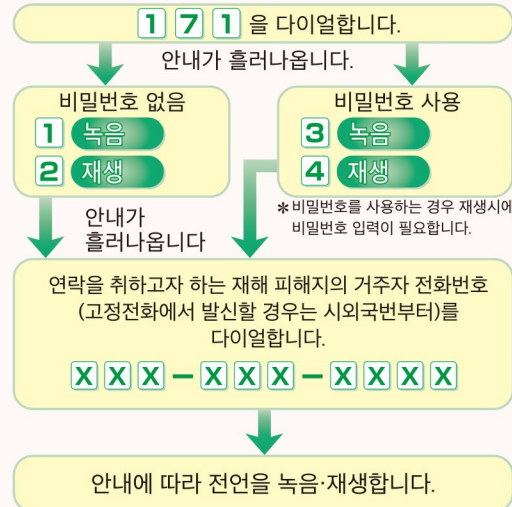 171을 다이얼합니다.
안내가 흘러나옵니다.
비밀번호 없음
1 녹음
2 재생
비밀번호 사용
3 녹음
4 재생
＊비밀번호를 사용하는 경우 재생시에
비밀번호 입력이 필요합니다.
안내가
흘러나옵니다
연락을 취하고자 하는 재해 피해지의 거주자 전화번호
(고정전화에서 발신할 경우는 시외국번부터)를
다이얼합니다.
XXX－XXX－XXXX
안내에 따라 전언을 녹음·재생합니다.